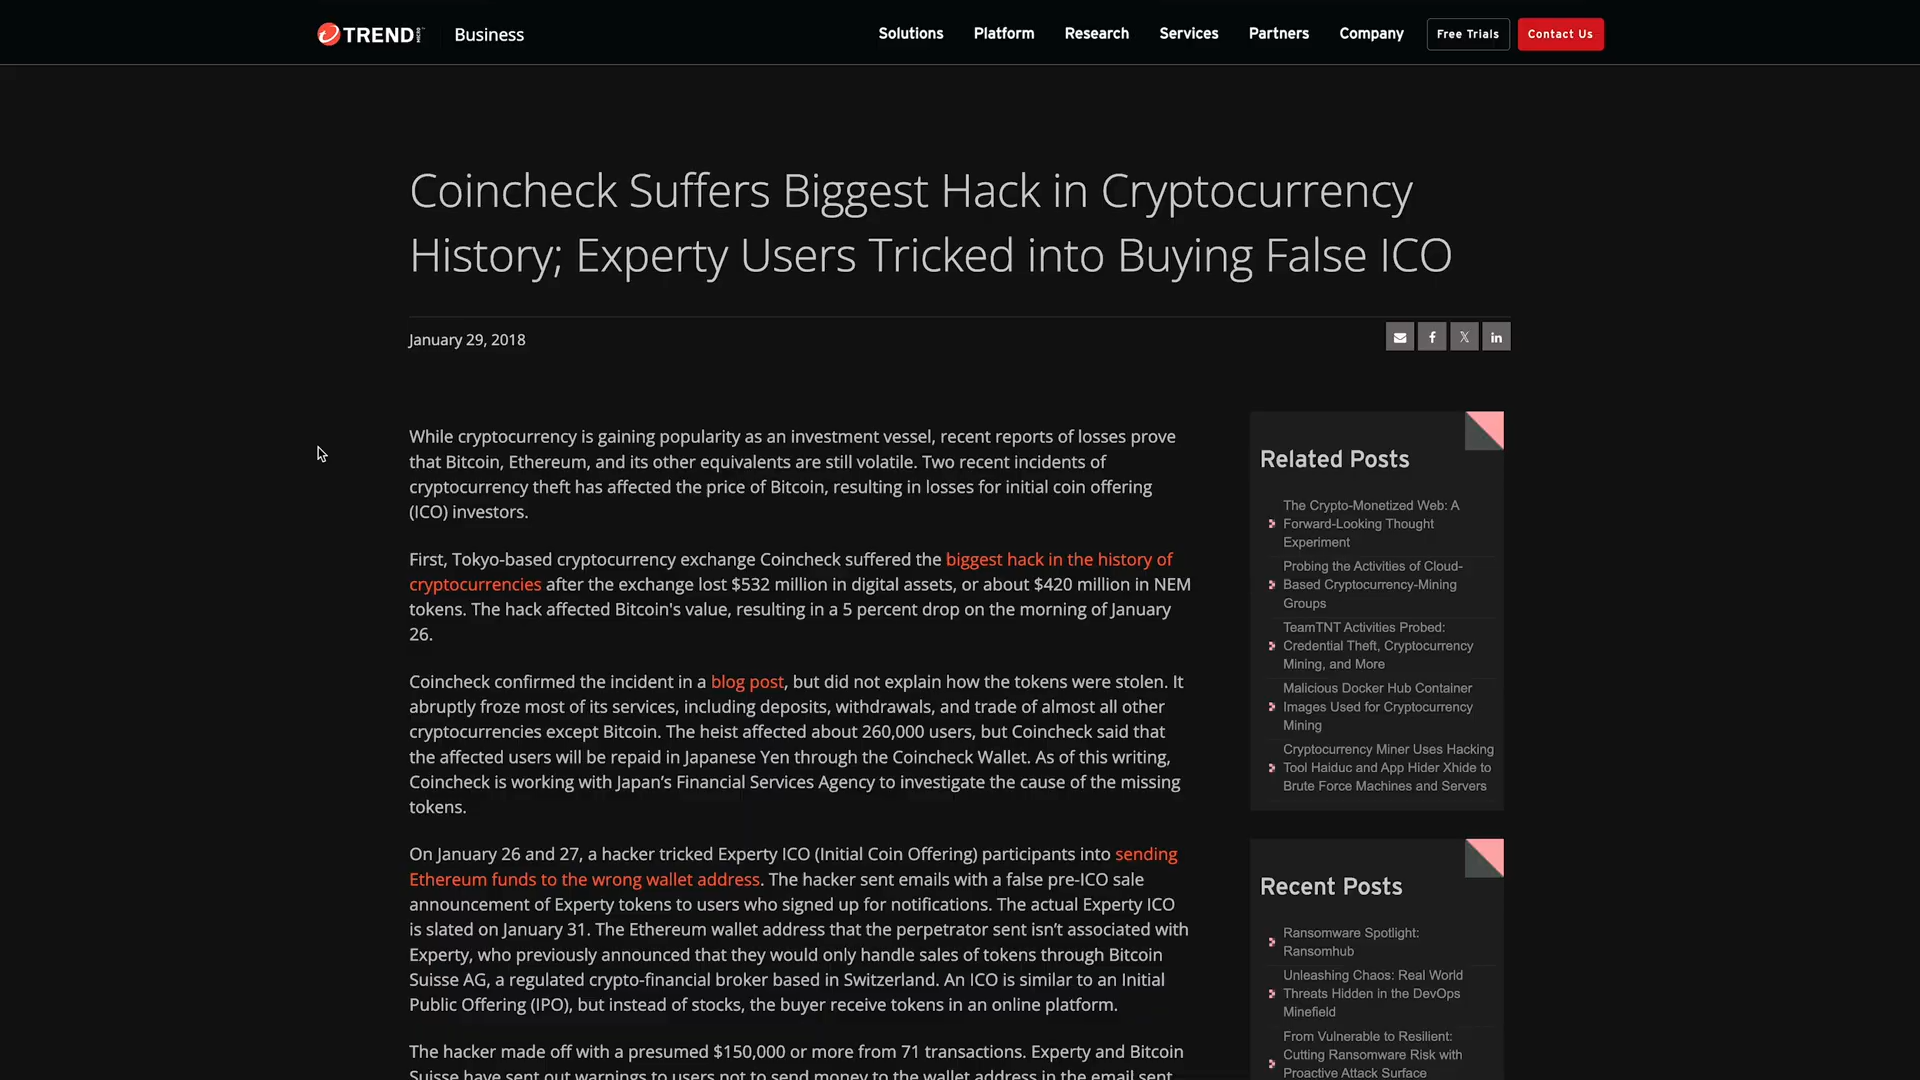 TREND MICRO
Business
Solutions
Platform
Research
Services
Partners
Company
Free Trials
Contact Us
Coincheck Suffers Biggest Hack in Cryptocurrency
History; Experty Users Tricked into Buying False ICO
January 29, 2018
While cryptocurrency is gaining popularity as an investment vessel, recent reports of losses prove
that Bitcoin, Ethereum, and its other equivalents are still volatile. Two recent incidents of
cryptocurrency theft has affected the price of Bitcoin, resulting in losses for initial coin offering
(ICO) investors.
First, Tokyo-based cryptocurrency exchange Coincheck suffered the biggest hack in the history of
cryptocurrencies after the exchange lost $532 million in digital assets, or about $420 million in NEM
tokens. The hack affected Bitcoin's value, resulting in a 5 percent drop on the morning of January
26.
Coincheck confirmed the incident in a blog post, but did not explain how the tokens were stolen. It
abruptly froze most of its services, including deposits, withdrawals, and trade of almost all other
cryptocurrencies except Bitcoin. The heist affected about 260,000 users, but Coincheck said that
the affected users will be repaid in Japanese Yen through the Coincheck Wallet. As of this writing,
Coincheck is working with Japan’s Financial Services Agency to investigate the cause of the missing
tokens.
On January 26 and 27, a hacker tricked Experty ICO (Initial Coin Offering) participants into sending
Ethereum funds to the wrong wallet address. The hacker sent emails with a false pre-ICO sale
announcement of Experty tokens to users who signed up for notifications. The actual Experty ICO
is slated on January 31. The Ethereum wallet address that the perpetrator sent isn’t associated with
Experty, who previously announced that they would only handle sales of tokens through Bitcoin
Suisse AG, a regulated crypto-financial broker based in Switzerland. An ICO is similar to an Initial
Public Offering (IPO), but instead of stocks, the buyer receive tokens in an online platform.
The hacker made off with a presumed $150,000 or more from 71 transactions. Experty and Bitcoin
Suisse have sent out warnings to users not to send money to the wallet address in the email sent
Related Posts
The Crypto-Monetized Web: A
Forward-Looking Thought
Experiment
Probing the Activities of Cloud-
Based Cryptocurrency-Mining
Groups
TeamTNT Activities Probed:
Credential Theft, Cryptocurrency
Mining, and More
Malicious Docker Hub Container
Images Used for Cryptocurrency
Mining
Cryptocurrency Miner Uses Hacking
Tool Haiduc and App Hider Xhide to
Brute Force Machines and Servers
Recent Posts
Ransomware Spotlight:
Ransomhub
Unleashing Chaos: Real World
Threats Hidden in the DevOps
Minefield
From Vulnerable to Resilient:
Cutting Ransomware Risk with
Proactive Attack Surface